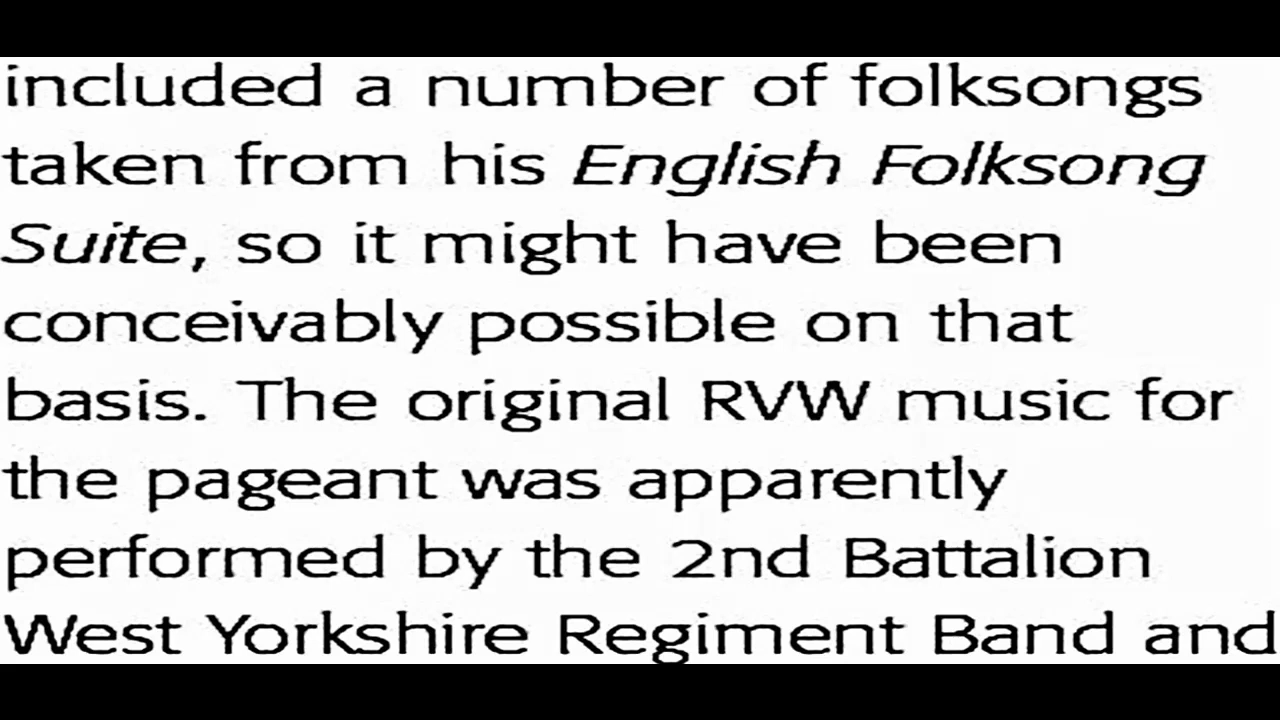 included a number of folksongs
taken from his English Folksong
Suite, so it might have been
conceivably possible on that
basis. The original RVW music for
the pageant was apparently
performed by the 2nd Battalion
West Yorkshire Regiment Band and